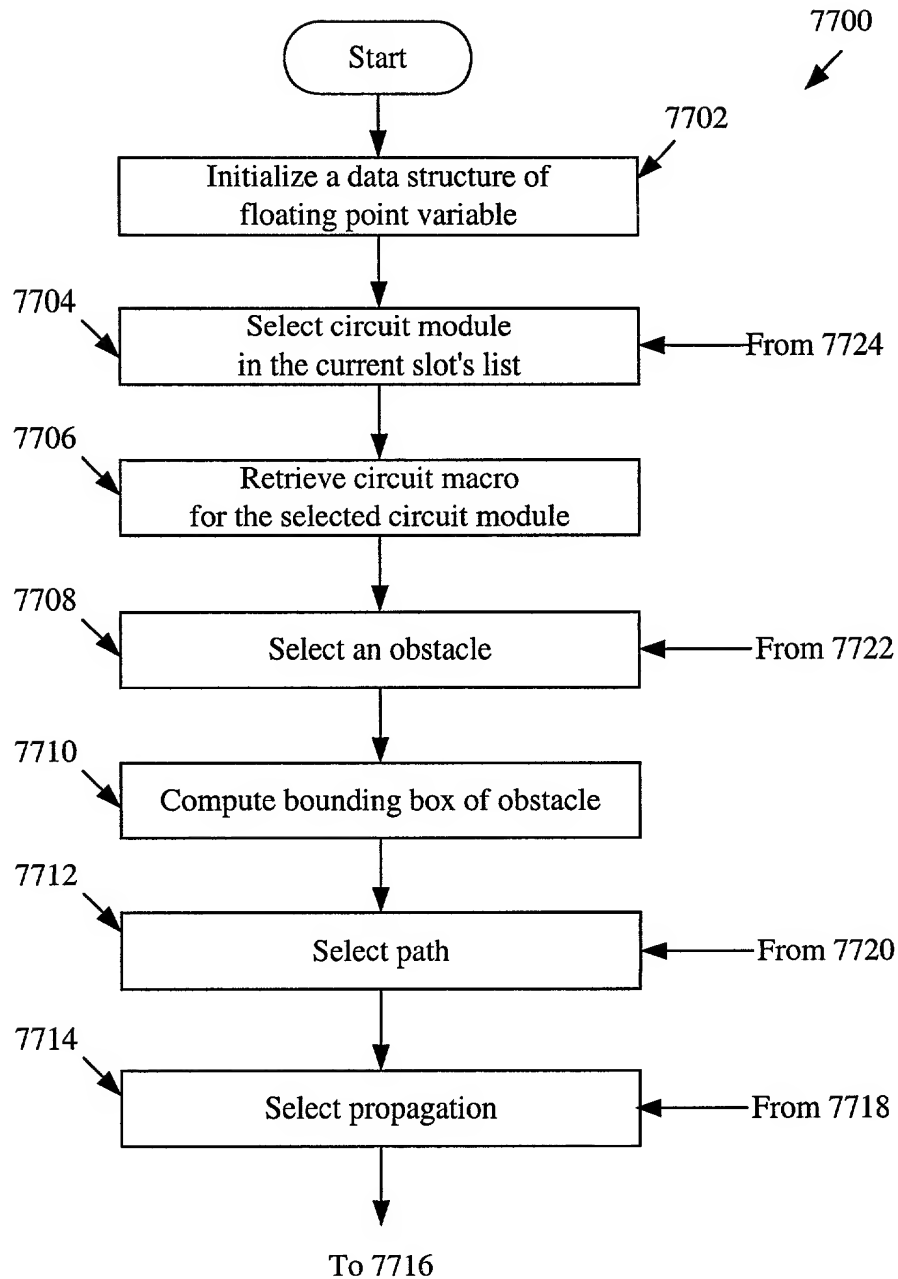 7700
Start
7702
Initialize a data structure of
floating point variable
7704
Select circuit module
in the current slot's list
From 7724
7706
Retrieve circuit macro
for the selected circuit module
7708
Select an obstacle
From 7722
7710
Compute bounding box of obstacle
7712
Select path
From 7720
7714
Select propagation
From 7718
To 7716